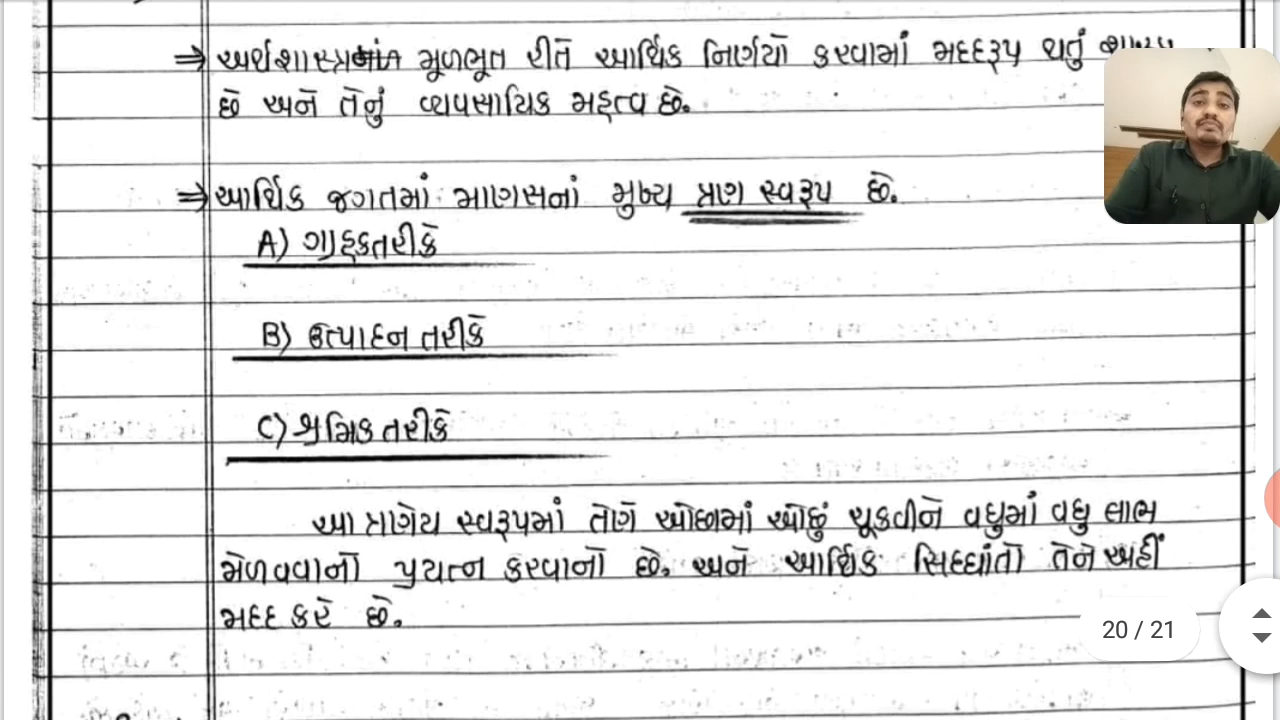 ⇒ અર્થશાસ્ત્ર મૂળભૂત રીતે આર્થિક નિર્ણયો કરવામાં મદદરૂપ થતું
છે અને તેનું વ્યવસાયિક મહત્વ છે.
⇒ આર્થિક જગતમાં માણસનાં મુખ્ય ત્રણ સ્વરૂપ છે.
A) ગ્રાહક તરીકે
B) ઉત્પાદન તરીકે
C) શ્રમિક તરીકે
આ ત્રણેય સ્વરૂપમાં તેણે ઓછામાં ઓછું ચૂકવીને વધુમાં વધુ લાભ
મેળવવાનો પ્રયત્ન કરવાનો છે. અને આર્થિક સિધ્ધાંતો તેને અહીં
મદદ કરે છે.
20 / 21